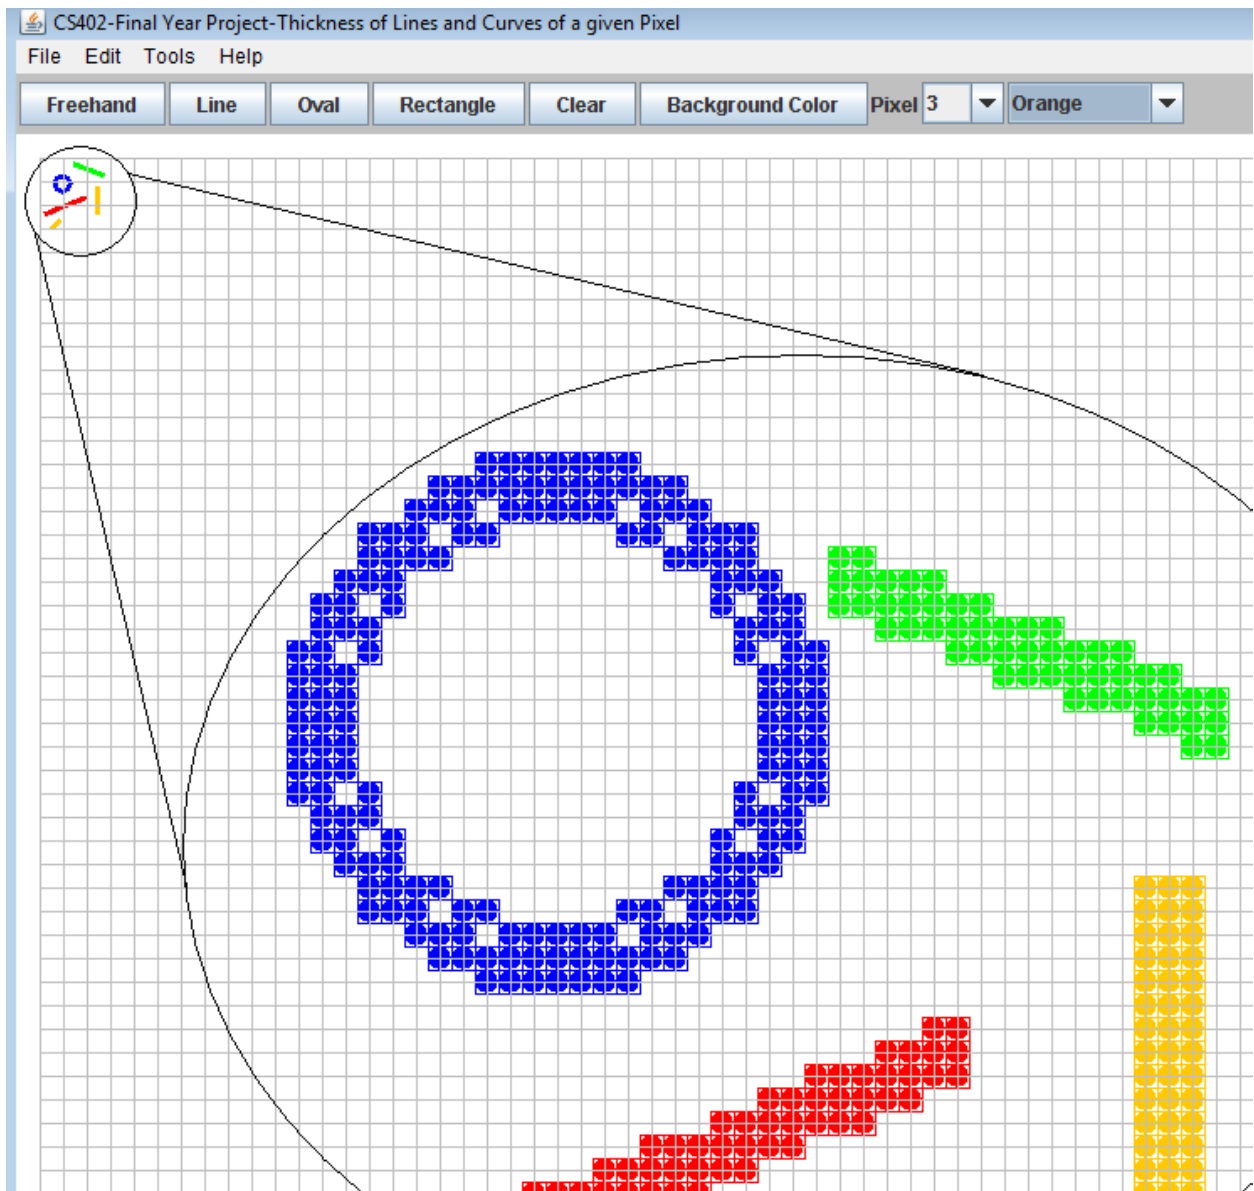 CS402-Final Year Project-Thickness of Lines and Curves of a given Pixel
File Edit Tools Help
Freehand Line Oval Rectangle Clear Background Color Pixel 3 Orange